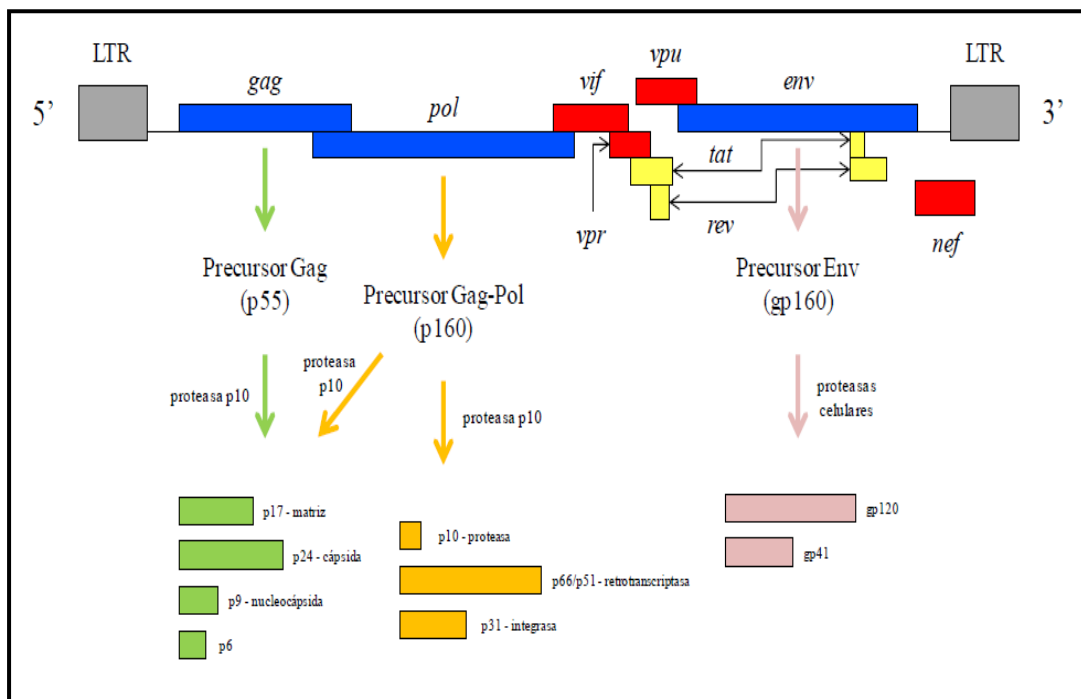 LTR
gag
pol
vif
vpu
env
LTR
5’
3’
tat
vpr
rev
nef
Precursor Gag
(p55)
Precursor Gag-Pol
(p160)
Precursor Env
(gp160)
proteasa p10
proteasa
p10
proteasa p10
proteasas
celulares
p17 - matriz
p24 - cápsida
p9 - nucleocápsida
p6
p10 - proteasa
p66/p51 - retrotranscriptasa
p31 - integrasa
gp120
gp41